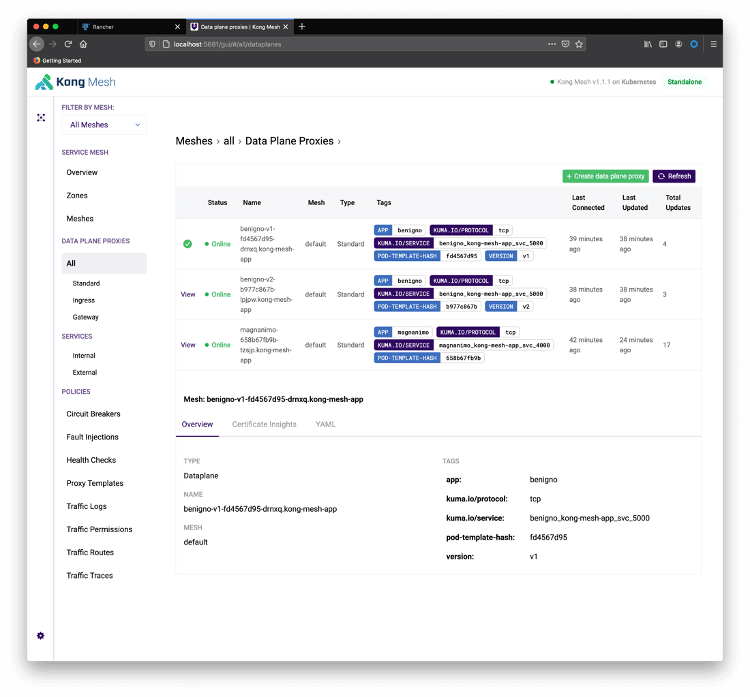 Rancher
Data plane proxies | Kong Mesh
localhost:5681/gui/#/all/dataplanes
Getting Started
Kong Mesh
Kong Mesh v1.1.1 on Kubernetes
Standalone
FILTER BY MESH:
All Meshes
SERVICE MESH
Overview
Zones
Meshes
DATA PLANE PROXIES
All
Standard
Ingress
Gateway
SERVICES
Internal
External
POLICIES
Circuit Breakers
Fault Injections
Health Checks
Proxy Templates
Traffic Logs
Traffic Permissions
Traffic Routes
Traffic Traces
Meshes › all › Data Plane Proxies ›
+ Create data plane proxy
Refresh
Status Name Mesh Type Tags Last Connected Last Updated Total Updates
Online
benigno-v1-
fd4567d95-
drnxq.kong-mesh-
app
default
Standard
APP benigno KUMA.IO/PROTOCOL tcp
KUMA.IO/SERVICE benigno_kong-mesh-app_svc_5000
POD-TEMPLATE-HASH fd4567d95 VERSION v1
39 minutes
ago
38 minutes
ago
4
View
Online
benigno-v2-
b977c867b-
lpjpw.kong-mesh-
app
default
Standard
APP benigno KUMA.IO/PROTOCOL tcp
KUMA.IO/SERVICE benigno_kong-mesh-app_svc_5000
POD-TEMPLATE-HASH b977c867b VERSION v2
38 minutes
ago
38 minutes
ago
3
View
Online
magnanimo-
658b67fb9b-
tzsjp.kong-mesh-
app
default
Standard
APP magnanimo KUMA.IO/PROTOCOL tcp
KUMA.IO/SERVICE magnanimo_kong-mesh-app_svc_4000
POD-TEMPLATE-HASH 658b67fb9b
42 minutes
ago
24 minutes
ago
17
Mesh: benigno-v1-fd4567d95-drnxq.kong-mesh-app
Overview Certificate Insights YAML
TYPE
Dataplane
NAME
benigno-v1-fd4567d95-drnxq.kong-mesh-app
MESH
default
TAGS
app: benigno
kuma.io/protocol: tcp
kuma.io/service: benigno_kong-mesh-app_svc_5000
pod-template-hash: fd4567d95
version: v1